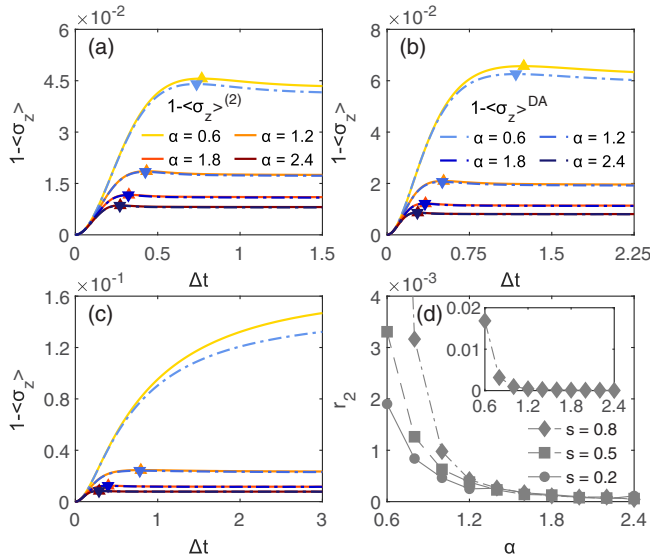 ×10⁻²
6
4.5
3
1.5
0
(a)
1-<σ_z>
1-<σ_z>⁽²⁾
α = 0.6
α = 1.2
α = 1.8
α = 2.4
0
0.5
1
1.5
Δt
×10⁻²
8
6
4
2
0
(b)
1-<σ_z>
1-<σ_z>ᴰᴬ
α = 0.6
α = 1.2
α = 1.8
α = 2.4
0
0.75
1.5
2.25
Δt
×10⁻¹
1.6
1.2
0.8
0.4
0
(c)
1-<σ_z>
0
1
2
3
Δt
×10⁻³
4
3
2
1
0
(d)
r₂
0.02
0.01
0
0.6
1.2
1.8
2.4
s = 0.8
s = 0.5
s = 0.2
0.6
1.2
1.8
2.4
α